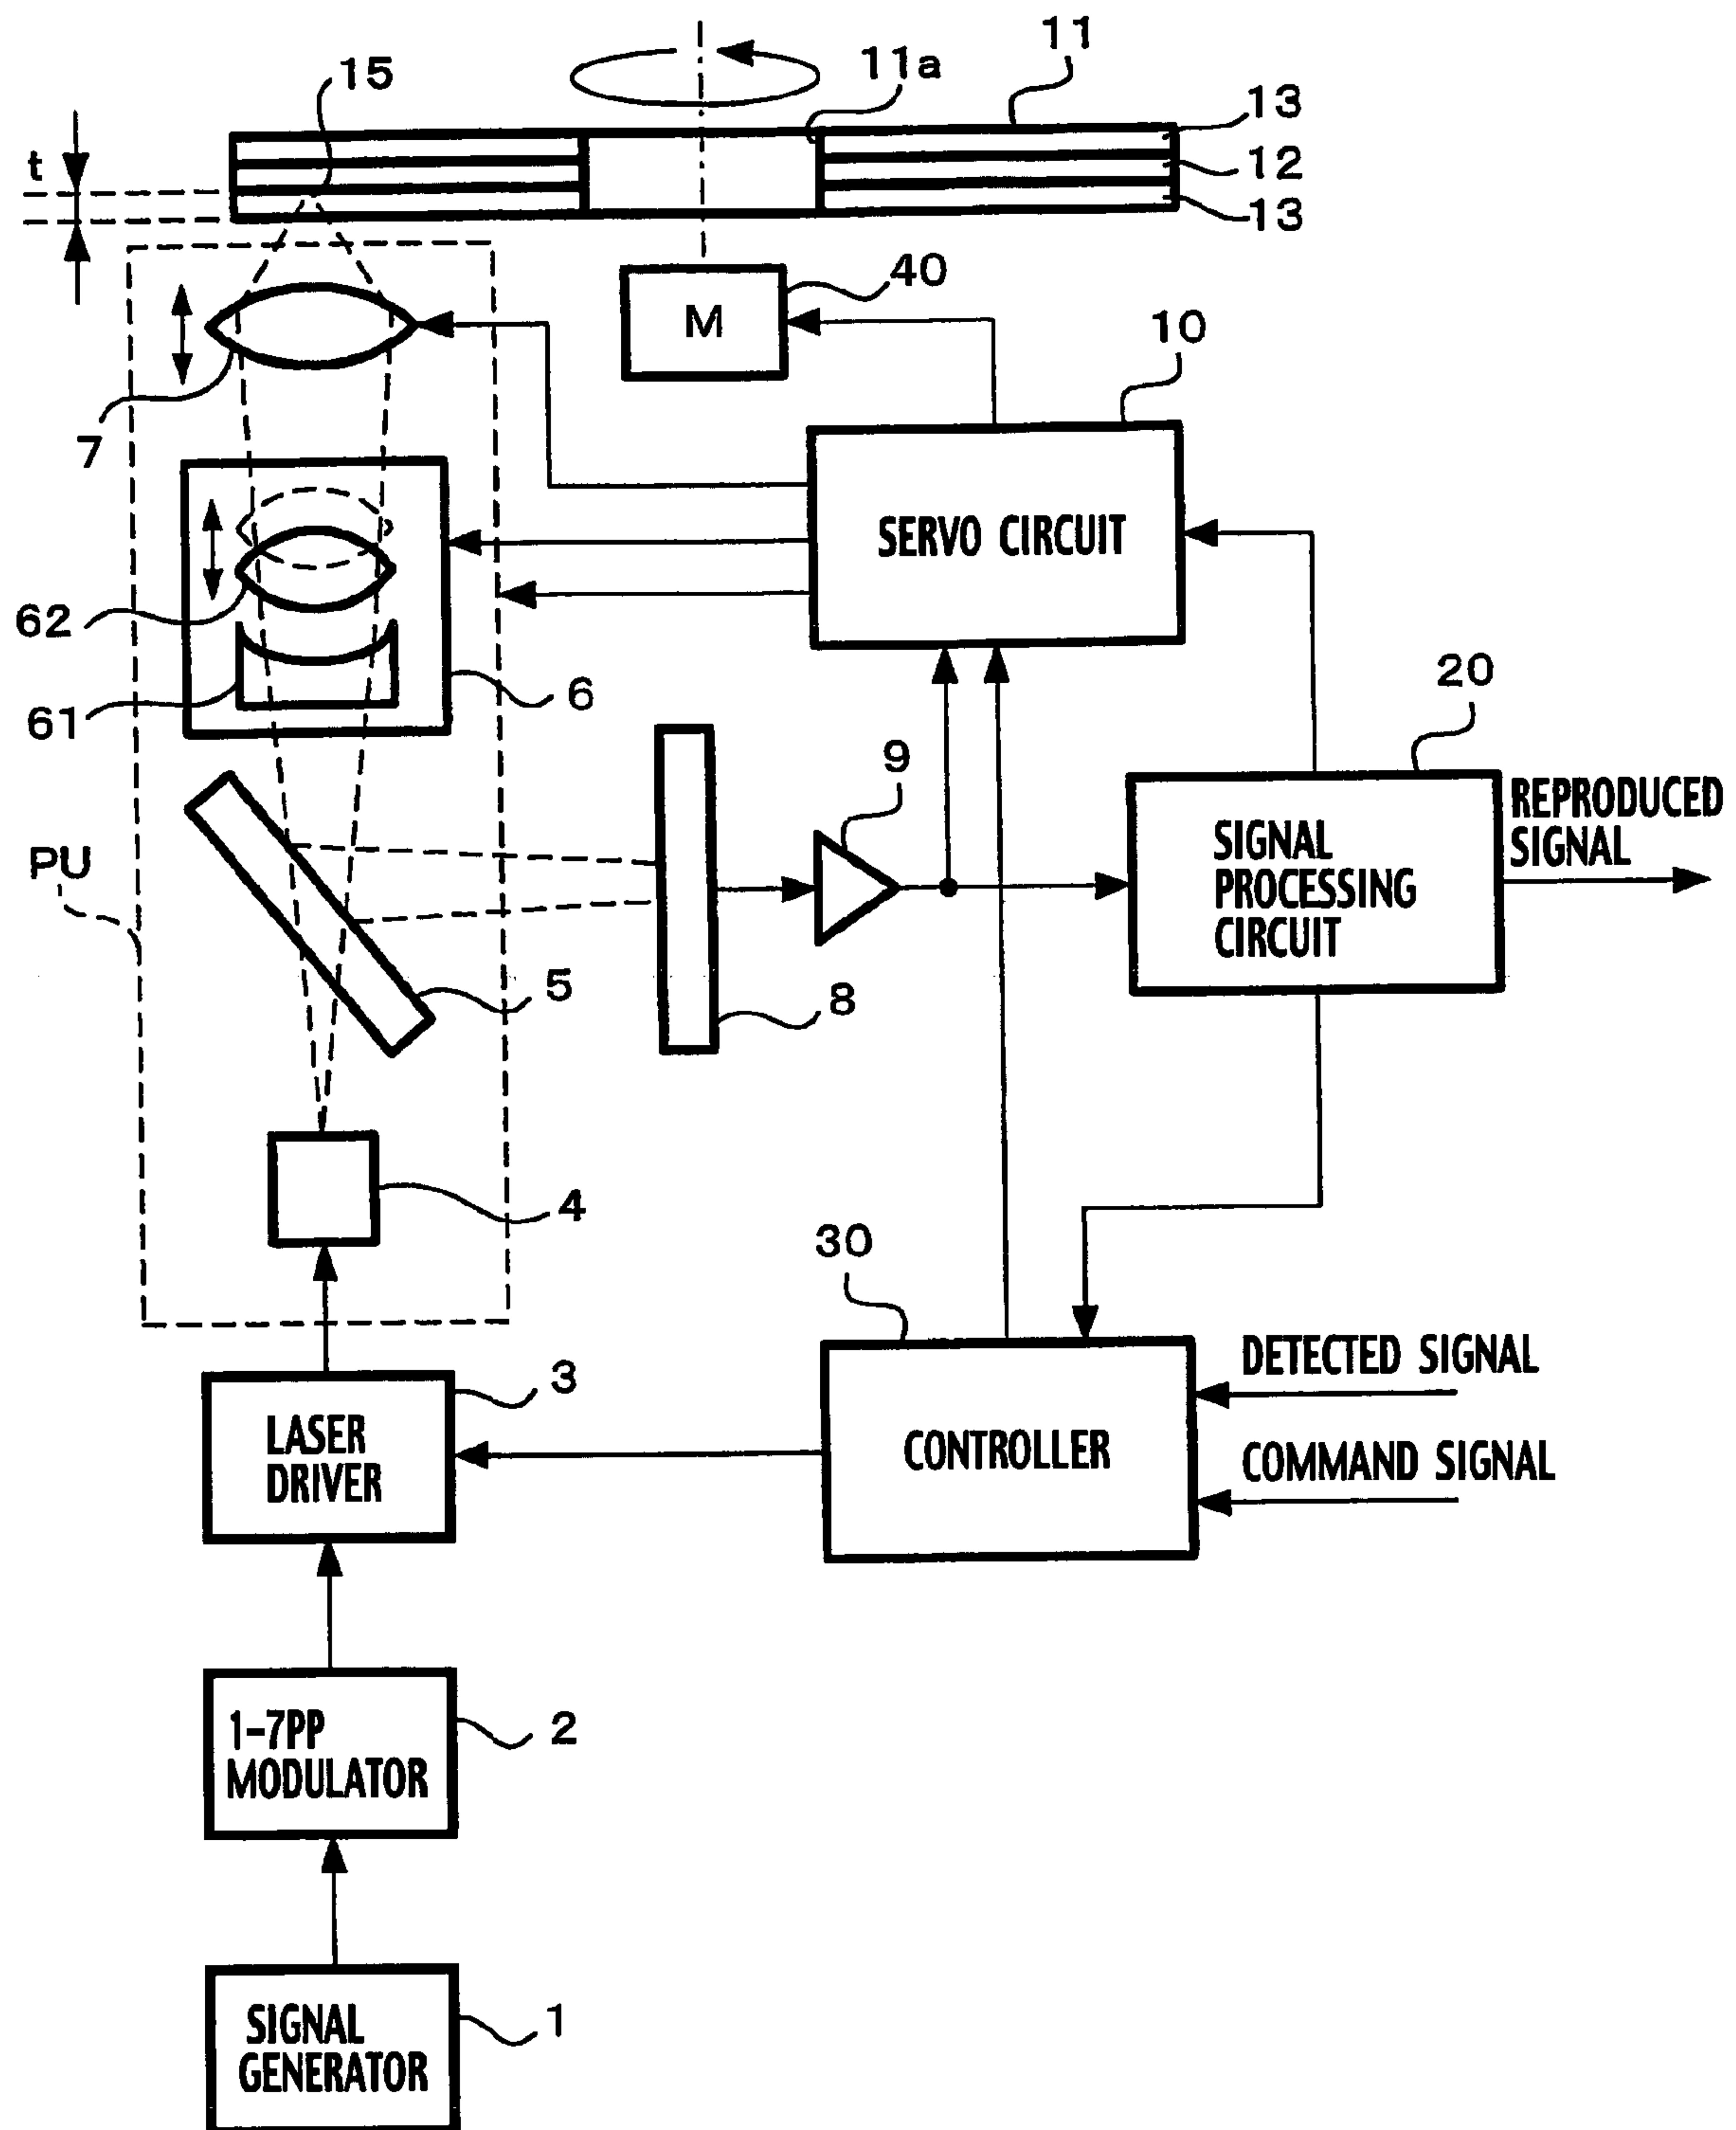 11
15
11a
13
t
12
13
40
M
10
7
SERVO CIRCUIT
62
20
6
61
9
REPRODUCED
SIGNAL
SIGNAL
PROCESSING
CIRCUIT
PU
5
8
4
30
DETECTED SIGNAL
3
LASER
DRIVER
CONTROLLER
COMMAND SIGNAL
1-7PP
MODULATOR
2
1
SIGNAL
GENERATOR